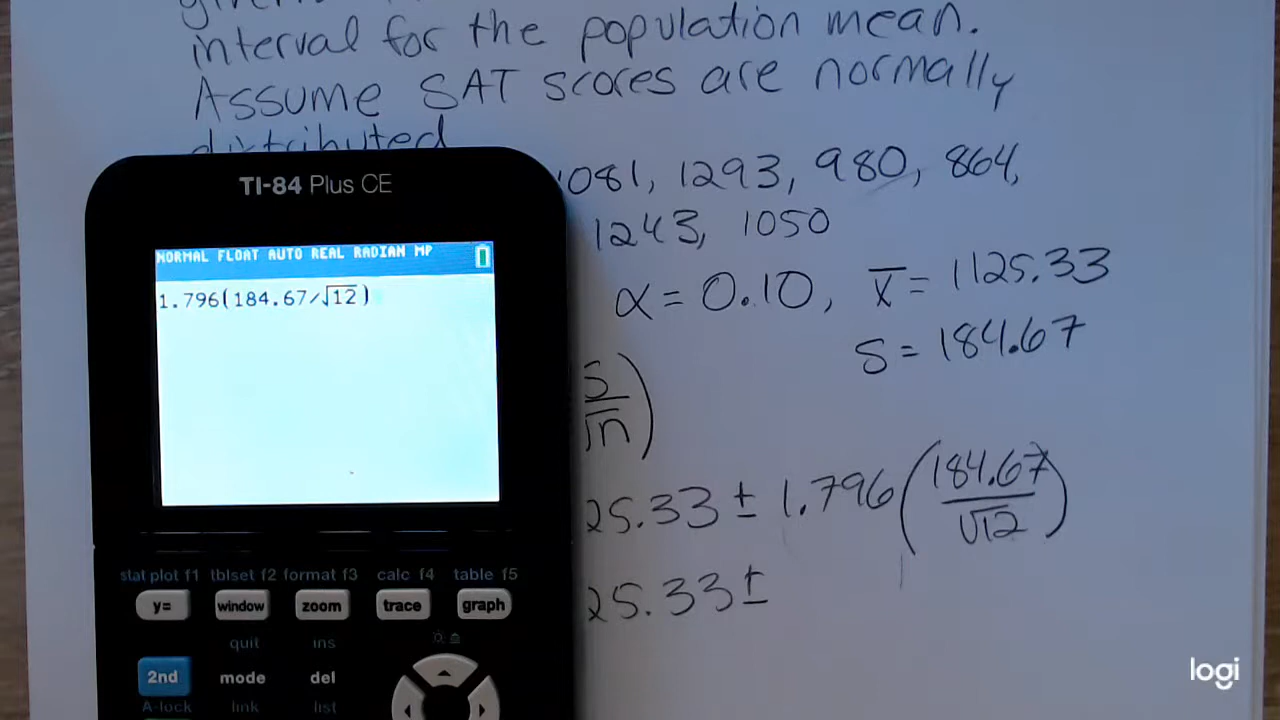 given
interval for the population mean.
Assume SAT scores are normally
distributed
1081, 1293, 980, 864,
1243, 1050
α = 0.10, x̄ = 1125.33
s = 184.67
s/√n)
25.33 ± 1.796(184.67/√12)
25.33 ±
TI-84 Plus CE
NORMAL FLOAT AUTO REAL RADIAN MP
1.796(184.67/√12)
stat plot f1 tblset f2 format f3 calc f4 table f5
y= window zoom trace graph
quit ins
2nd mode del
A-lock link list
logi